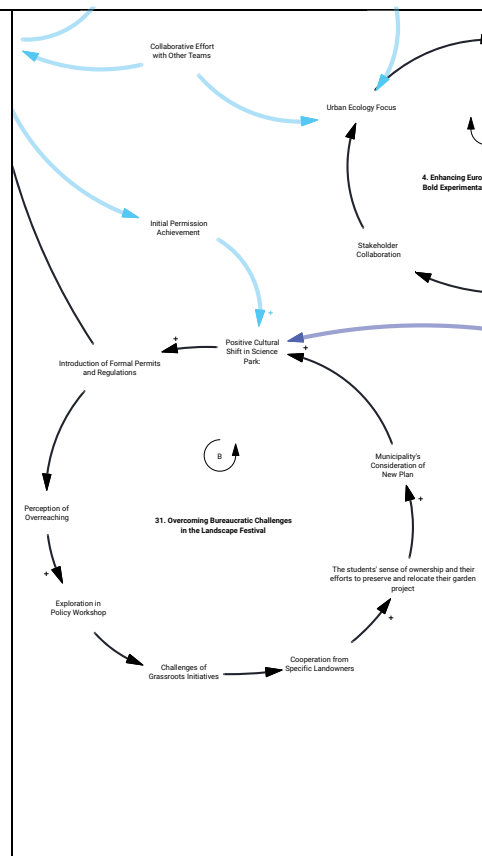 Collaborative Effort
with Other Teams
Urban Ecology Focus
4. Enhancing Euro
Bold Experimenta
Initial Permission
Achievement
Stakeholder
Collaboration
+
+
Positive Cultural
Shift in Science
Park:
+
Introduction of Formal Permits
and Regulations
B
Municipality's
Consideration of
New Plan
+
Perception of
Overreaching
31. Overcoming Bureaucratic Challenges
in the Landscape Festival
+
The students' sense of ownership and their
efforts to preserve and relocate their garden
project
Exploration in
Policy Workshop
+
Challenges of
Grassroots Initiatives
Cooperation from
Specific Landowners